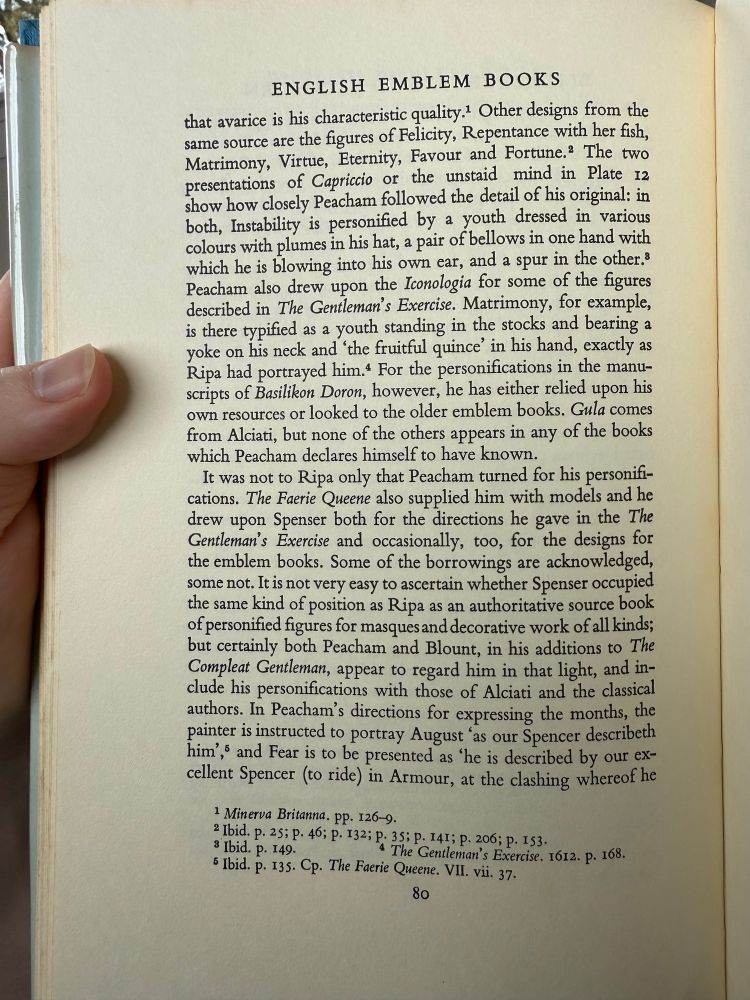 ENGLISH EMBLEM BOOKS
that avarice is his characteristic quality.¹ Other designs from the
same source are the figures of Felicity, Repentance with her fish,
Matrimony, Virtue, Eternity, Favour and Fortune.² The two
presentations of Capriccio or the unstaid mind in Plate 12
show how closely Peacham followed the detail of his original: in
both, Instability is personified by a youth dressed in various
colours with plumes in his hat, a pair of bellows in one hand with
which he is blowing into his own ear, and a spur in the other.³
Peacham also drew upon the Iconologia for some of the figures
described in The Gentleman's Exercise. Matrimony, for example,
is there typified as a youth standing in the stocks and bearing a
yoke on his neck and ‘the fruitful quince’ in his hand, exactly as
Ripa had portrayed him.⁴ For the personifications in the manu-
scripts of Basilikon Doron, however, he has either relied upon his
own resources or looked to the older emblem books. Gula comes
from Alciati, but none of the others appears in any of the books
which Peacham declares himself to have known.
It was not to Ripa only that Peacham turned for his personifi-
cations. The Faerie Queene also supplied him with models and he
drew upon Spenser both for the directions he gave in the The
Gentleman's Exercise and occasionally, too, for the designs for
the emblem books. Some of the borrowings are acknowledged,
some not. It is not very easy to ascertain whether Spenser occupied
the same kind of position as Ripa as an authoritative source book
of personified figures for masques and decorative work of all kinds;
but certainly both Peacham and Blount, in his additions to The
Compleat Gentleman, appear to regard him in that light, and in-
clude his personifications with those of Alciati and the classical
authors. In Peacham's directions for expressing the months, the
painter is instructed to portray August ‘as our Spencer describeth
him’,⁵ and Fear is to be presented as ‘he is described by our ex-
cellent Spencer (to ride) in Armour, at the clashing whereof he
¹ Minerva Britanna. pp. 126–9.
² Ibid. p. 25; p. 46; p. 132; p. 35; p. 141; p. 206; p. 153.
³ Ibid. p. 149. ⁴ The Gentleman's Exercise. 1612. p. 168.
⁵ Ibid. p. 135. Cp. The Faerie Queene. VII. vii. 37.
80